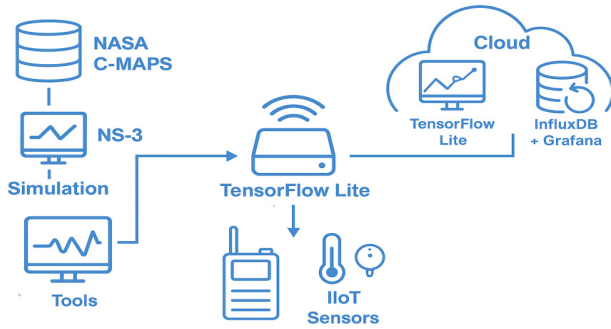 NASA
C-MAPS
NS-3
Simulation
Tools
TensorFlow Lite
IIoT
Sensors
Cloud
TensorFlow
Lite
InfluxDB
+ Grafana